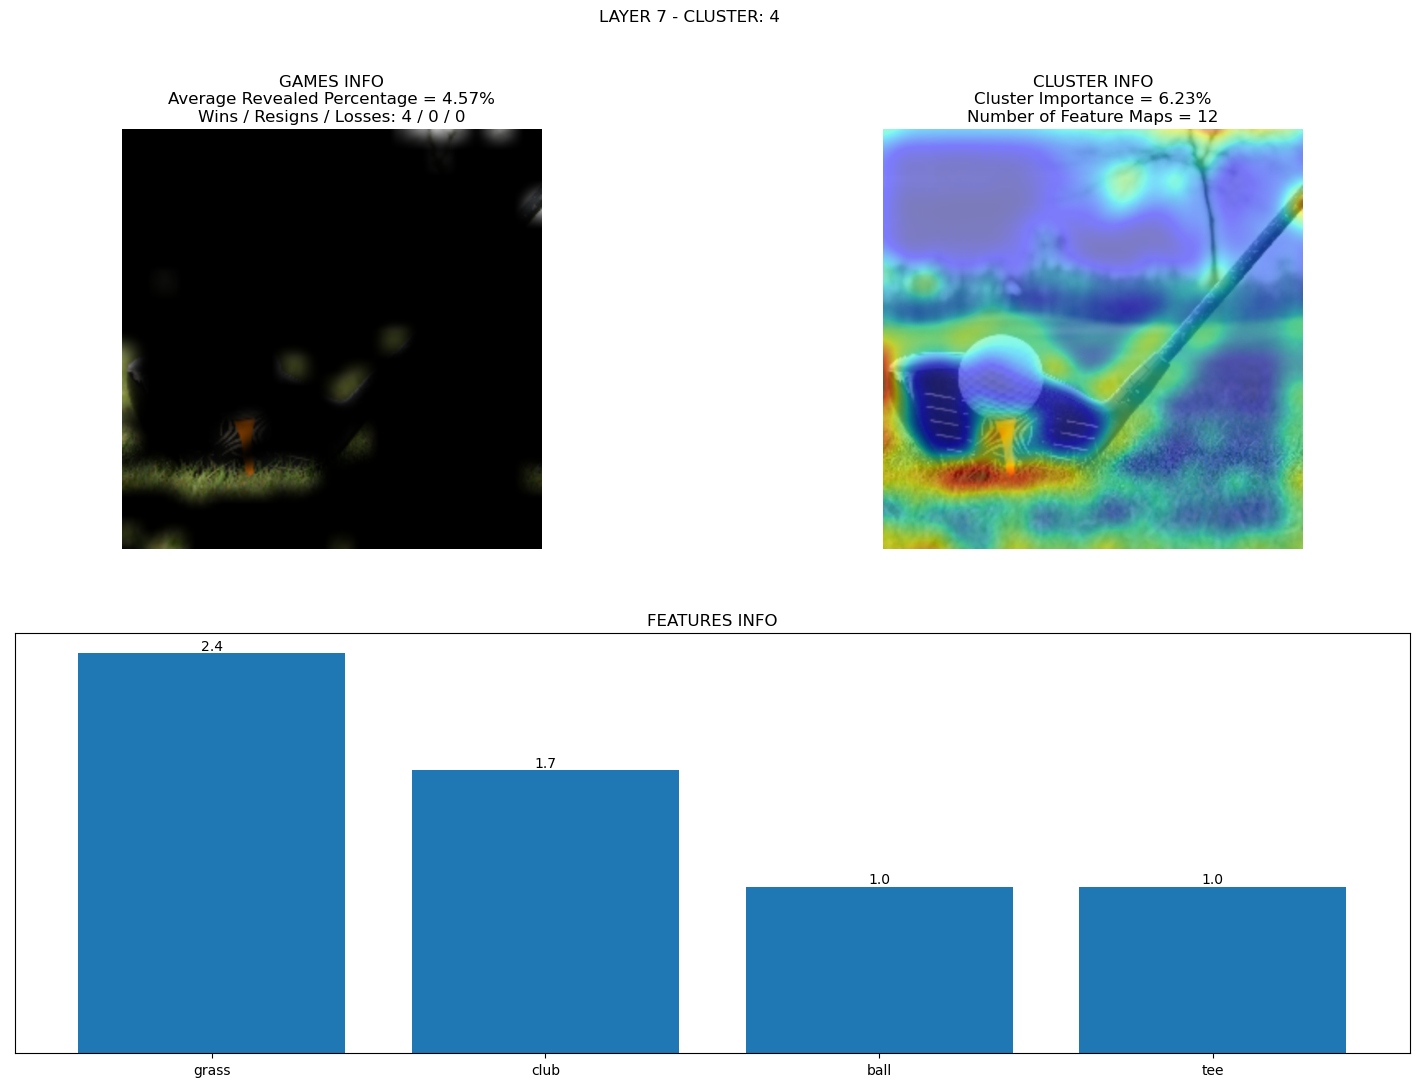 LAYER 7 - CLUSTER: 4
GAMES INFO
Average Revealed Percentage = 4.57%
Wins / Resigns / Losses: 4 / 0 / 0
CLUSTER INFO
Cluster Importance = 6.23%
Number of Feature Maps = 12
FEATURES INFO
2.4
1.7
1.0
1.0
grass
club
ball
tee